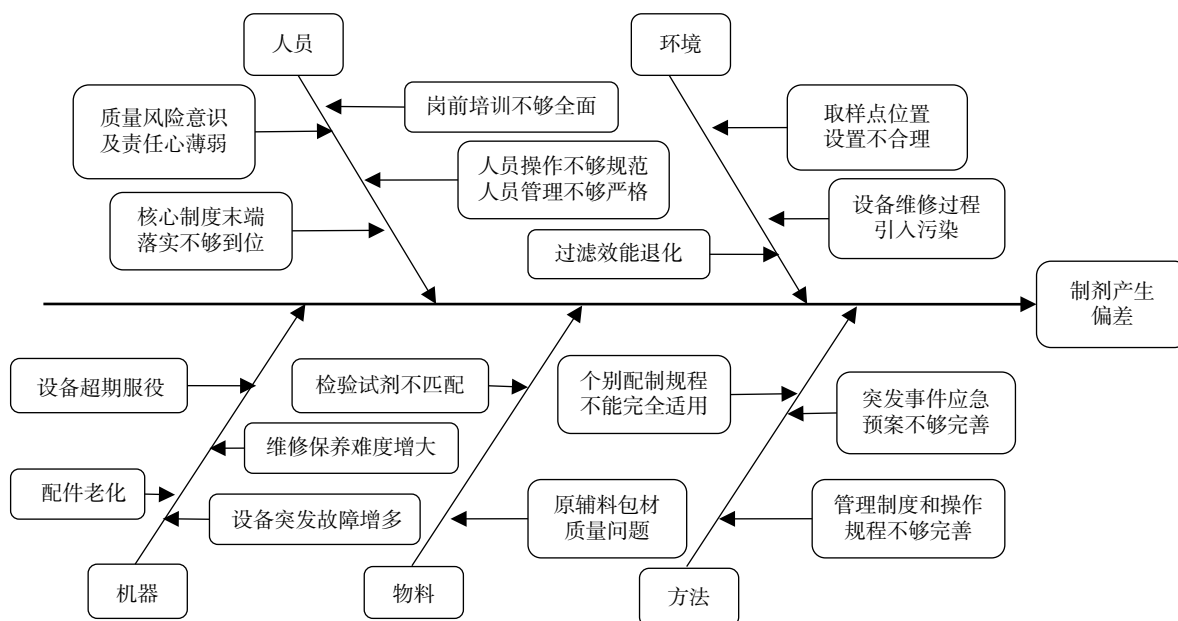 人员
环境
岗前培训不够全面
质量风险意识
及责任心薄弱
取样点位置
设置不合理
人员操作不够规范
人员管理不够严格
核心制度末端
落实不够到位
设备维修过程
引入污染
过滤效能退化
制剂产生
偏差
设备超期服役
检验试剂不匹配
个别配制规程
不能完全适用
突发事件应急
预案不够完善
维修保养难度增大
配件老化
设备突发故障增多
原辅料包材
质量问题
管理制度和操作
规程不够完善
机器
物料
方法